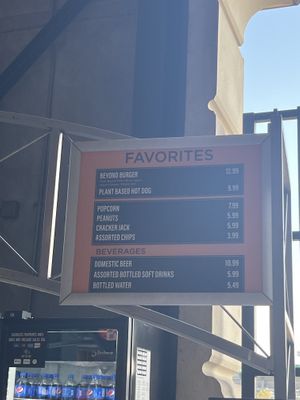 FAVORITES
BEYOND BURGER 12.99
PLANT BASED HOT DOG 8.99
POPCORN 7.99
PEANUTS 5.99
CRACKER JACK 5.99
ASSORTED CHIPS 3.99
BEVERAGES
DOMESTIC BEER 10.99
ASSORTED BOTTLED SOFT DRINKS 5.99
BOTTLED WATER 5.49